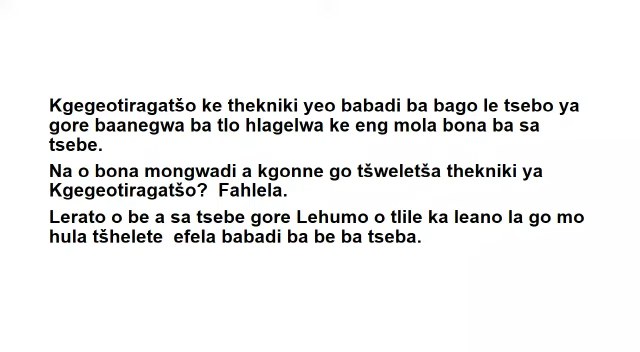 Kgegeotiragatšo ke thekniki yeo babadi ba bago le tsebo ya
gore baanegwa ba tlo hlagelwa ke eng mola bona ba sa
tsebe.
Na o bona mongwadi a kgonne go tšweletša thekniki ya
Kgegeotiragatšo?  Fahlela.
Lerato o be a sa tsebe gore Lehumo o tlile ka leano la go mo
hula tšhelete  efela babadi ba be ba tseba.